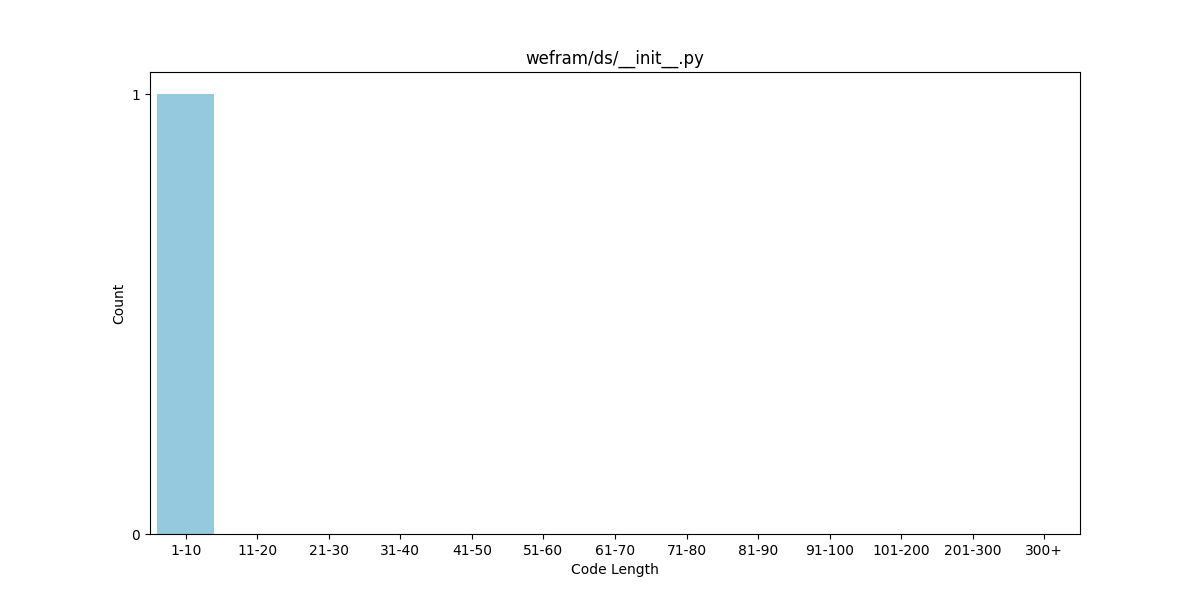 wefram/ds/__init__.py
1
Count
0
1-10 11-20 21-30 31-40 41-50 51-60 61-70 71-80 81-90 91-100 101-200 201-300 300+
Code Length